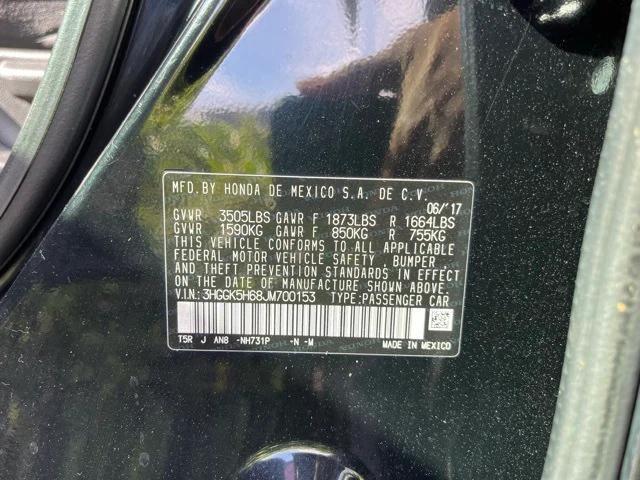 MFD.BY HONDA DE MEXICO S.A.DE C.V.
06/'17
GVWR 3505LBS GAWR F 1873LBS R 1664LBS
GVWR 1590KG GAWR F 850KG R 755KG
THIS VEHICLE CONFORMS TO ALL APPLICABLE
FEDERAL MOTOR VEHICLE SAFETY BUMPER
AND THEFT PREVENTION STANDARDS IN EFFECT
ON THE DATE OF MANUFACTURE SHOWN ABOVE.
V.I.N.:3HGGK5H68JM700153 TYPE:PASSENGER CAR
T5R J AN8 -NH731P -N -M MADE IN MEXICO